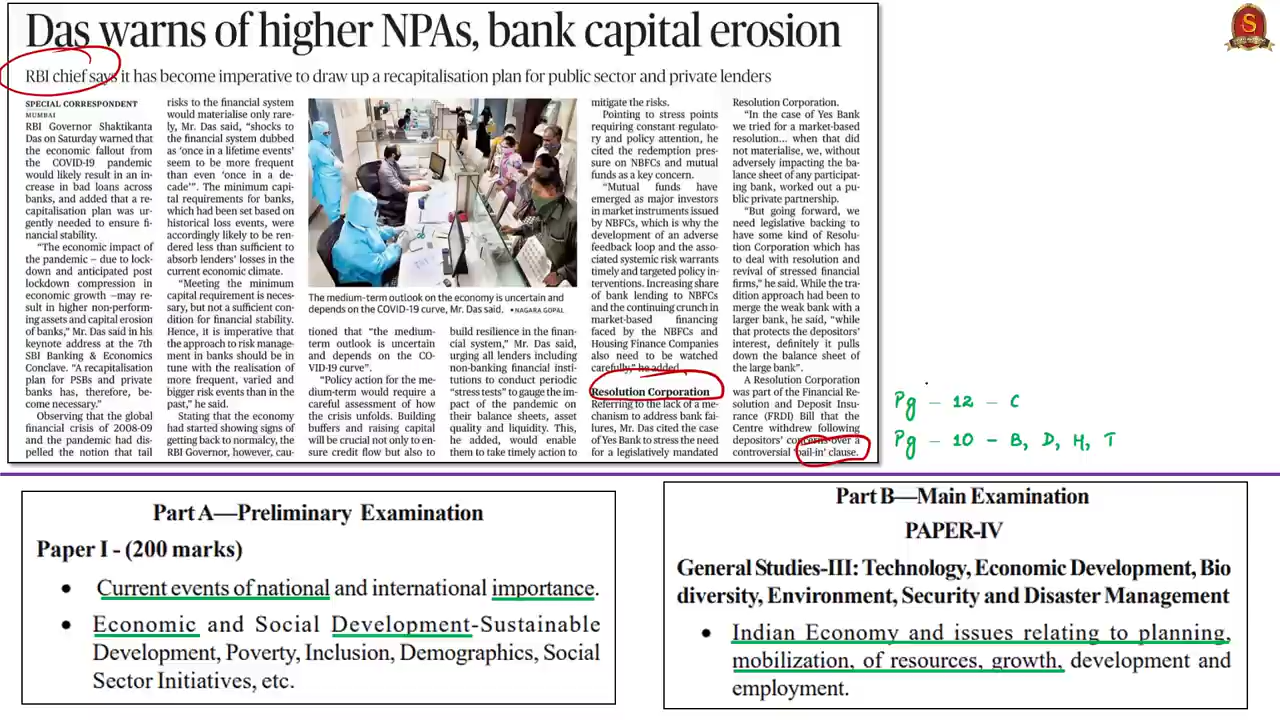 Das warns of higher NPAs, bank capital erosion
RBI chief says it has become imperative to draw up a recapitalisation plan for public sector and private lenders
SPECIAL CORRESPONDENT
MUMBAI
RBI Governor Shaktikanta
Das on Saturday warned that
the economic fallout from
the COVID-19 pandemic
would likely result in an in-
crease in bad loans across
banks, and added that a re-
capitalisation plan was ur-
gently needed to ensure fi-
nancial stability.
“The economic impact of
the pandemic – due to lock-
down and anticipated post
lockdown compression in
economic growth –may re-
sult in higher non-perform-
ing assets and capital erosion
of banks,” Mr. Das said in his
keynote address at the 7th
SBI Banking & Economics
Conclave. “A recapitalisa-
tion plan for PSBs and private
banks has, therefore, be-
come necessary.”
Observing that the global
financial crisis of 2008-09
and the pandemic had dis-
pelled the notion that tail
risks to the financial system
would materialise only rare-
ly, Mr. Das said, “shocks to
the financial system dubbed
as ‘once in a lifetime events’
seem to be more frequent
than even ‘once in a de-
cade’”. The minimum capi-
tal requirements for banks,
which had been set based on
historical loss events, were
accordingly likely to be ren-
dered less than sufficient to
absorb lenders’ losses in the
current economic climate.
“Meeting the minimum
capital requirement is neces-
sary, but not a sufficient con-
dition for financial stability.
Hence, it is imperative that
the approach to risk manage-
ment in banks should be in
tune with the realisation of
more frequent, varied and
bigger risk events than in the
past,” he said.
Stating that the economy
had started showing signs of
getting back to normalcy, the
RBI Governor, however, cau-
The medium-term outlook on the economy is uncertain and
depends on the COVID-19 curve, Mr. Das said. •NAGARA GOPAL
tioned that “the medium-
term outlook is uncertain
and depends on the CO-
VID-19 curve”.
“Policy action for the me-
dium-term would require a
careful assessment of how
the crisis unfolds. Building
buffers and raising capital
will be crucial not only to en-
sure credit flow but also to
build resilience in the finan-
cial system,” Mr. Das said,
urging all lenders including
non-banking financial insti-
tutions to conduct periodic
“stress tests” to gauge the im-
pact of the pandemic on
their balance sheets, asset
quality and liquidity. This,
he added, would enable
them to take timely action to
mitigate the risks.
Pointing to stress points
requiring constant regulato-
ry and policy attention, he
cited the redemption pres-
sure on NBFCs and mutual
funds as a key concern.
“Mutual funds have
emerged as major investors
in market instruments issued
by NBFCs, which is why the
development of an adverse
feedback loop and the asso-
ciated systemic risk warrants
timely and targeted policy in-
terventions. Increasing share
of bank lending to NBFCs
and the continuing crunch in
market-based financing
faced by the NBFCs and
Housing Finance Companies
also need to be watched
carefully,” he added.
Resolution Corporation
Referring to the lack of a me-
chanism to address bank fai-
lures, Mr. Das cited the case
of Yes Bank to stress the need
for a legislatively mandated
Resolution Corporation.
“In the case of Yes Bank
we tried for a market-based
resolution... when that did
not materialise, we, without
adversely impacting the ba-
lance sheet of any participat-
ing bank, worked out a pu-
blic private partnership.
“But going forward, we
need legislative backing to
have some kind of Resolu-
tion Corporation which has
to deal with resolution and
revival of stressed financial
firms,” he said. While the tra-
dition approach had been to
merge the weak bank with a
larger bank, he said, “while
that protects the depositors’
interest, definitely it pulls
down the balance sheet of
the large bank”.
A Resolution Corporation
was part of the Financial Re-
solution and Deposit Insu-
rance (FRDI) Bill that the
Centre withdrew following
depositors’ concerns over a
controversial ‘bail-in’ clause.
Pg - 12 - C
Pg - 10 - B, D, H, T
Part A—Preliminary Examination
Paper I - (200 marks)
• Current events of national and international importance.
• Economic and Social Development-Sustainable
Development, Poverty, Inclusion, Demographics, Social
Sector Initiatives, etc.
Part B—Main Examination
PAPER-IV
General Studies-III: Technology, Economic Development, Bio
diversity, Environment, Security and Disaster Management
• Indian Economy and issues relating to planning,
mobilization, of resources, growth, development and
employment.